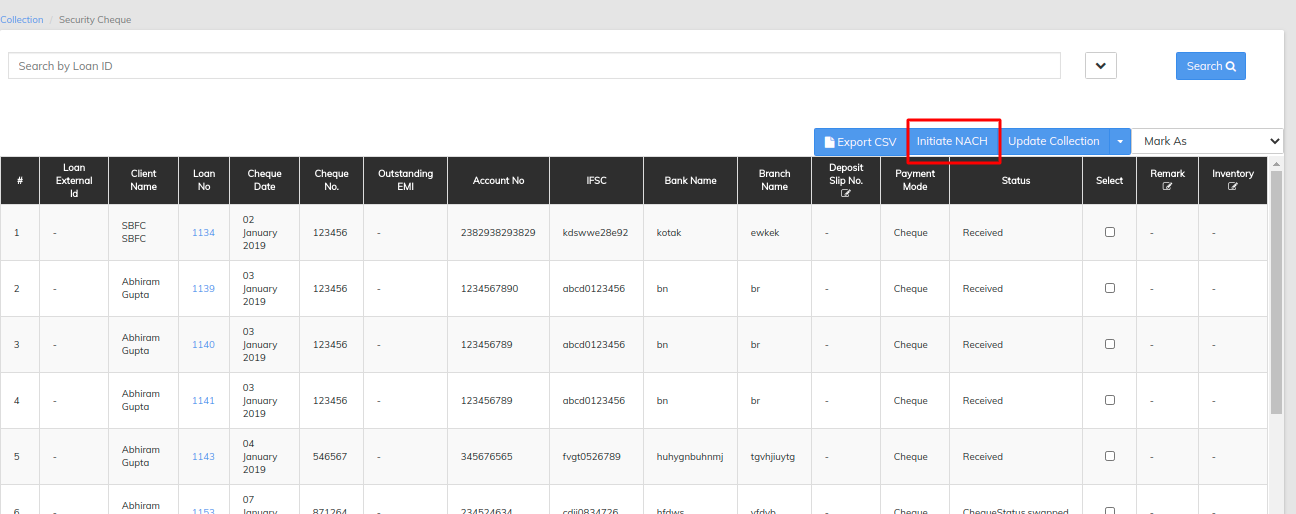 Collection / Security Cheque
Search by Loan ID
Search
Export CSV Initiate NACH Update Collection Mark As
# Loan External Id Client Name Loan No Cheque Date Cheque No. Outstanding EMI Account No IFSC Bank Name Branch Name Deposit Slip No. Payment Mode Status Select Remark Inventory
1 - SBFC SBFC 1134 02 January 2019 123456 - 2382938293829 kdswwe28e92 kotak ewkek - Cheque Received - -
2 - Abhiram Gupta 1139 03 January 2019 123456 - 1234567890 abcd0123456 bn br - Cheque Received - -
3 - Abhiram Gupta 1140 03 January 2019 123456 - 123456789 abcd0123456 bn br - Cheque Received - -
4 - Abhiram Gupta 1141 03 January 2019 123456 - 123456789 abcd0123456 bn br - Cheque Received - -
5 - Abhiram Gupta 1143 04 January 2019 546567 - 345676565 fvgt0526789 huhygnbuhnmj tgvhjiuytg - Cheque Received - -
6 - Abhiram 1153 07 January 871264 - 234524634 - Cheque ChequeStatus.swapped - -